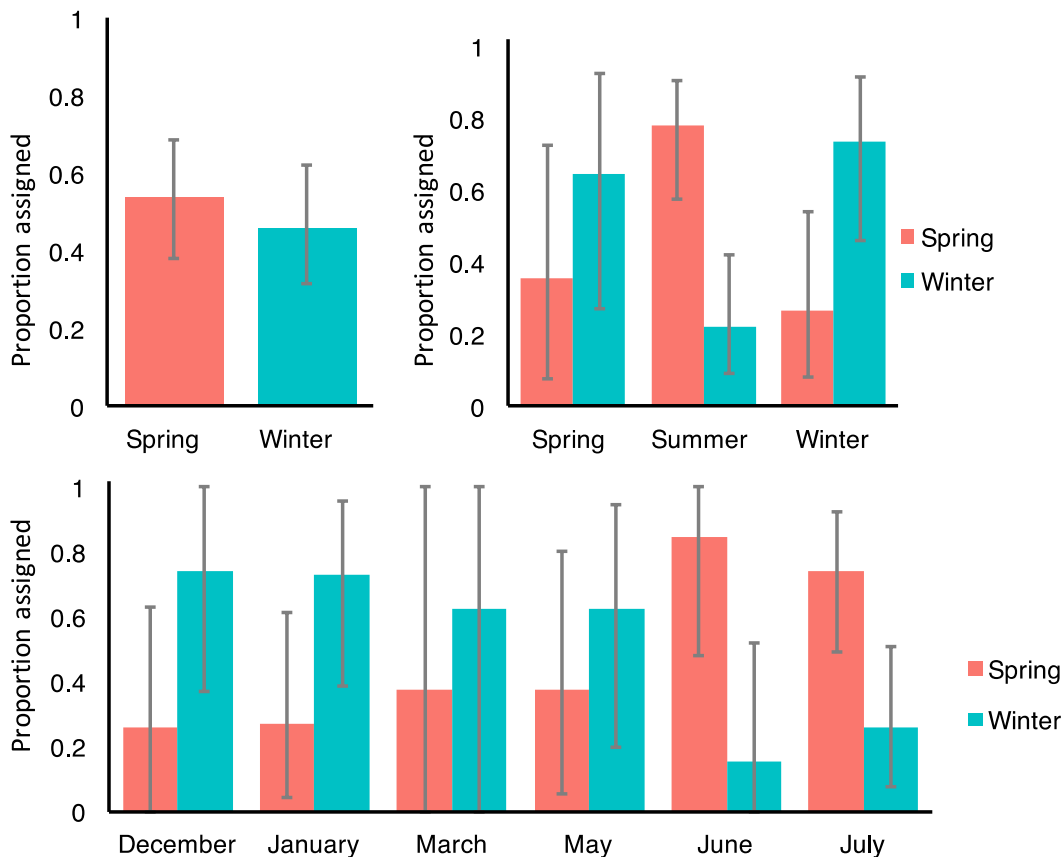 Proportion assigned
1
0.8
0.6
0.4
0.2
0
Spring Winter
Proportion assigned
1
0.8
0.6
0.4
0.2
0
Spring Summer Winter
Spring
Winter
Proportion assigned
1
0.8
0.6
0.4
0.2
0
December January March May June July
Spring
Winter